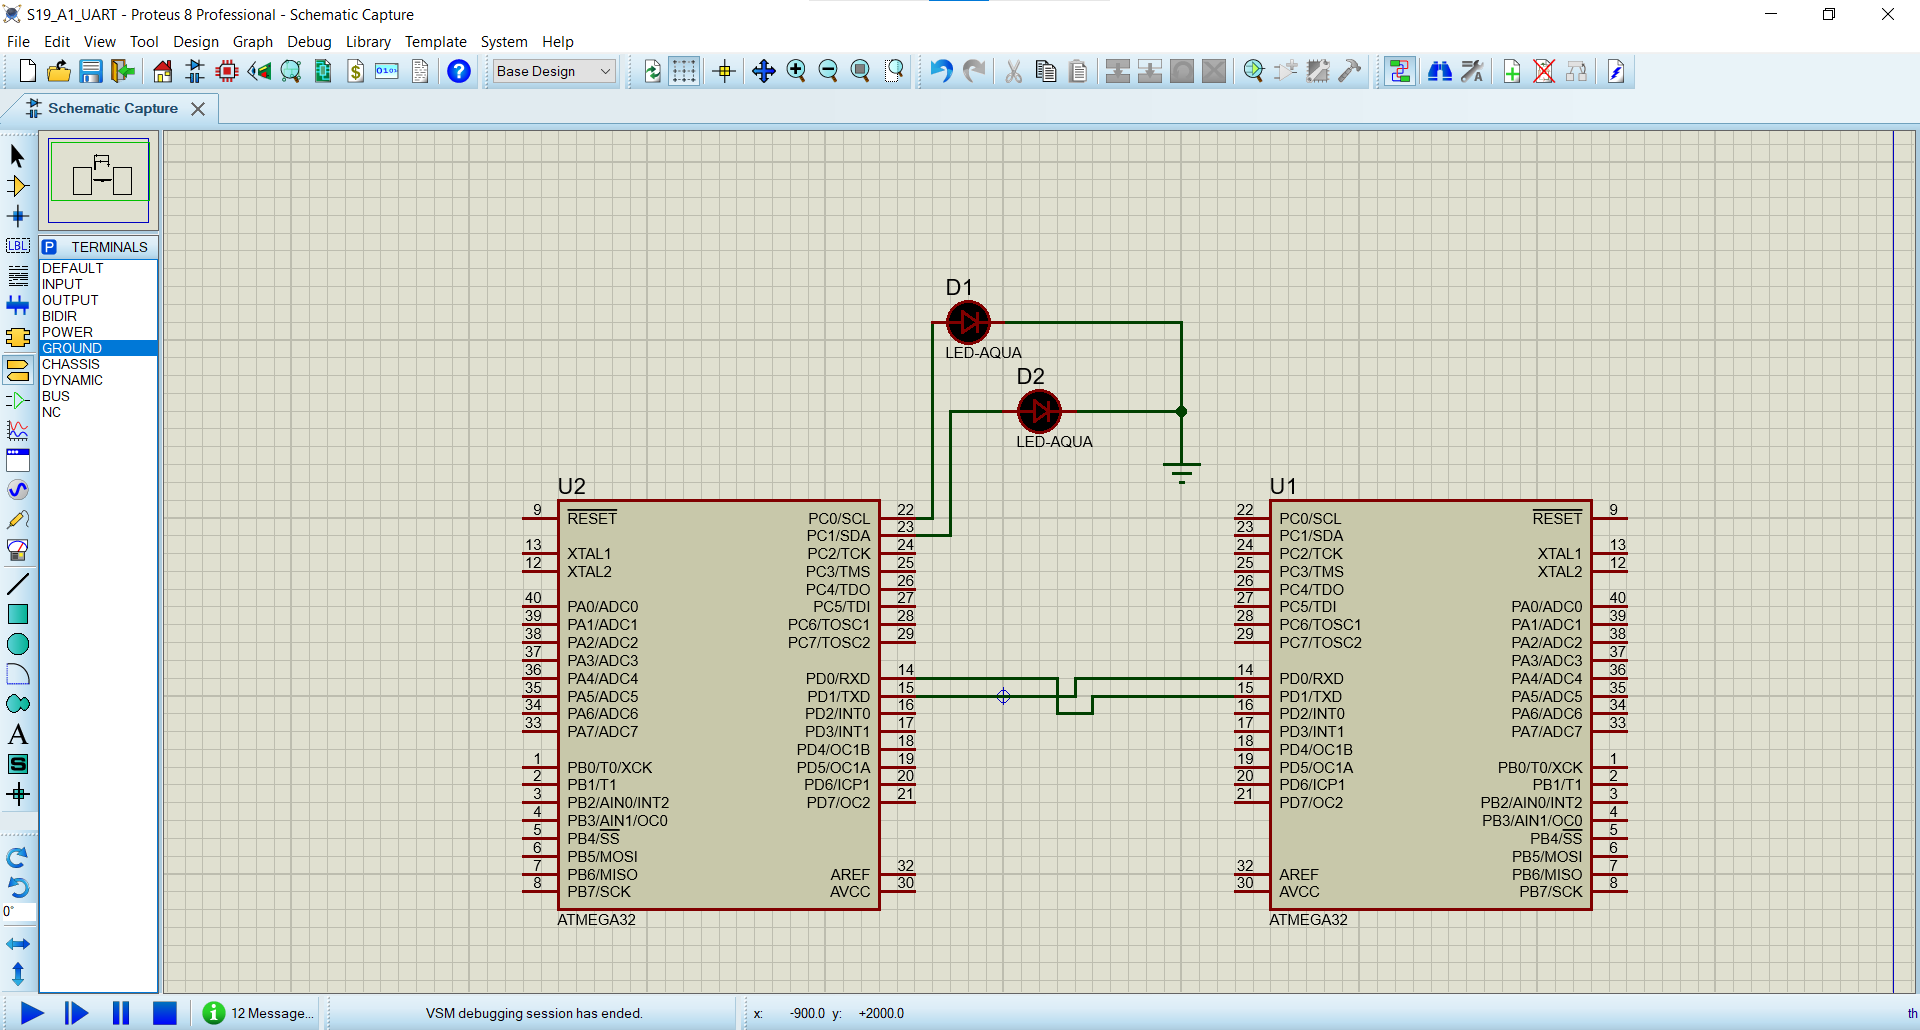 S19_A1_UART - Proteus 8 Professional - Schematic Capture
File Edit View Tool Design Graph Debug Library Template System Help
Base Design
Schematic Capture
P TERMINALS
DEFAULT
INPUT
OUTPUT
BIDIR
POWER
GROUND
CHASSIS
DYNAMIC
BUS
NC
LBL
A
S
0°
D1
LED-AQUA
D2
LED-AQUA
U2
9 RESET
13 XTAL1
12 XTAL2
40 PA0/ADC0
39 PA1/ADC1
38 PA2/ADC2
37 PA3/ADC3
36 PA4/ADC4
35 PA5/ADC5
34 PA6/ADC6
33 PA7/ADC7
1 PB0/T0/XCK
2 PB1/T1
3 PB2/AIN0/INT2
4 PB3/AIN1/OC0
5 PB4/SS
6 PB5/MOSI
7 PB6/MISO
8 PB7/SCK
PC0/SCL 22
PC1/SDA 23
PC2/TCK 24
PC3/TMS 25
PC4/TDO 26
PC5/TDI 27
PC6/TOSC1 28
PC7/TOSC2 29
PD0/RXD 14
PD1/TXD 15
PD2/INT0 16
PD3/INT1 17
PD4/OC1B 18
PD5/OC1A 19
PD6/ICP1 20
PD7/OC2 21
AREF 32
AVCC 30
ATMEGA32
U1
22 PC0/SCL
23 PC1/SDA
24 PC2/TCK
25 PC3/TMS
26 PC4/TDO
27 PC5/TDI
28 PC6/TOSC1
29 PC7/TOSC2
14 PD0/RXD
15 PD1/TXD
16 PD2/INT0
17 PD3/INT1
18 PD4/OC1B
19 PD5/OC1A
20 PD6/ICP1
21 PD7/OC2
32 AREF
30 AVCC
RESET 9
XTAL1 13
XTAL2 12
PA0/ADC0 40
PA1/ADC1 39
PA2/ADC2 38
PA3/ADC3 37
PA4/ADC4 36
PA5/ADC5 35
PA6/ADC6 34
PA7/ADC7 33
PB0/T0/XCK 1
PB1/T1 2
PB2/AIN0/INT2 3
PB3/AIN1/OC0 4
PB4/SS 5
PB5/MOSI 6
PB6/MISO 7
PB7/SCK 8
ATMEGA32
12 Message... VSM debugging session has ended. x: -900.0 y: +2000.0 th